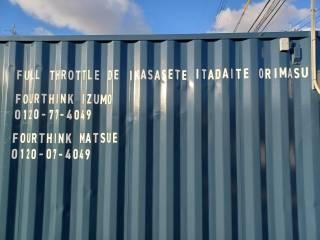 FULL THROTTLE DE IKASASETE ITADAITE ORIMASU
FOURTHINK IZUMO
0120-77-4049
FOURTHINK MATSUE
0120-07-4049